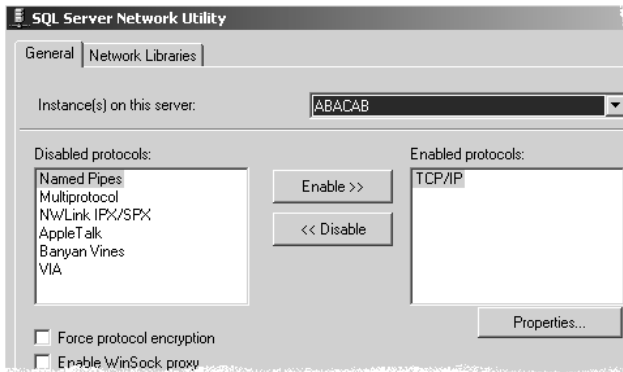 SQL Server Network Utility
General
Network Libraries
Instance(s) on this server:
ABACAB
Disabled protocols:
Named Pipes
Multiprotocol
NWLink IPX/SPX
AppleTalk
Banyan Vines
VIA
Enable >>
<< Disable
Enabled protocols:
TCP/IP
Properties...
Force protocol encryption
Enable WinSock proxy